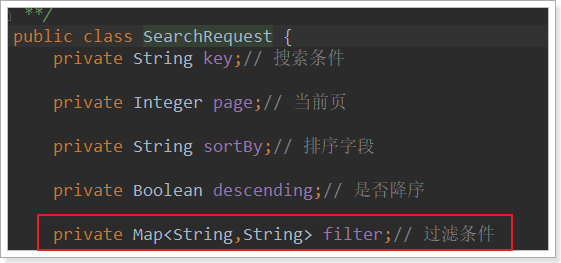 **/
public class SearchRequest {
private String key;// 搜索条件
private Integer page;// 当前页
private String sortBy;// 排序字段
private Boolean descending;// 是否降序
private Map<String,String> filter;// 过滤条件